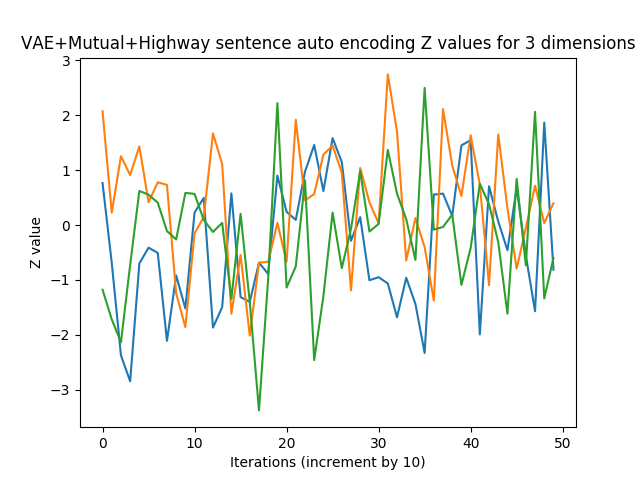 VAE+Mutual+Highway sentence auto encoding Z values for 3 dimensions
3
2
1
0
−1
−2
−3
Z value
0 10 20 30 40 50
Iterations (increment by 10)